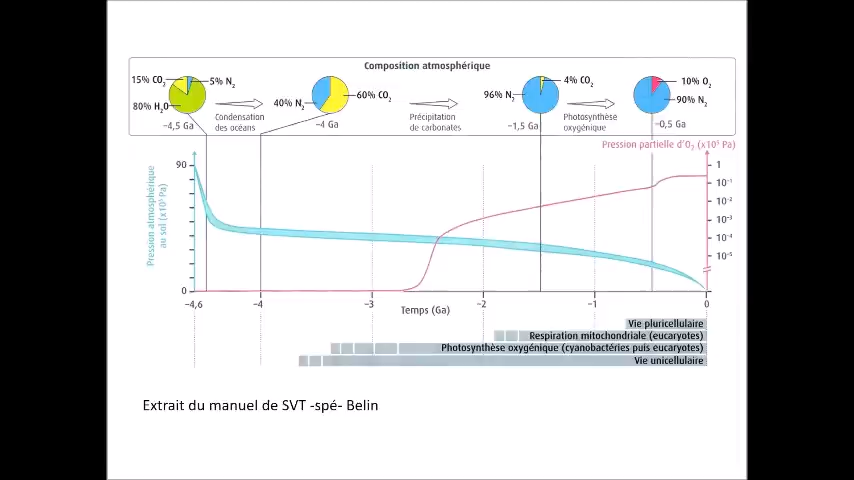 Composition atmosphérique
15% CO2
5% N2
80% H2O
–4,5 Ga
Condensation
des océans
40% N2
60% CO2
–4 Ga
Précipitation
de carbonates
96% N2
4% CO2
–1,5 Ga
Photosynthèse
oxygénique
10% O2
90% N2
–0,5 Ga
Pression partielle d'O2 (x10⁵ Pa)
Pression atmosphérique
au sol (x10⁵ Pa)
90
0
1
10⁻¹
10⁻²
10⁻³
10⁻⁴
10⁻⁵
0
–4,6
–4
–3
–2
–1
0
Temps (Ga)
Vie pluricellulaire
Respiration mitochondriale (eucaryotes)
Photosynthèse oxygénique (cyanobactéries puis eucaryotes)
Vie unicellulaire
Extrait du manuel de SVT -spé- Belin